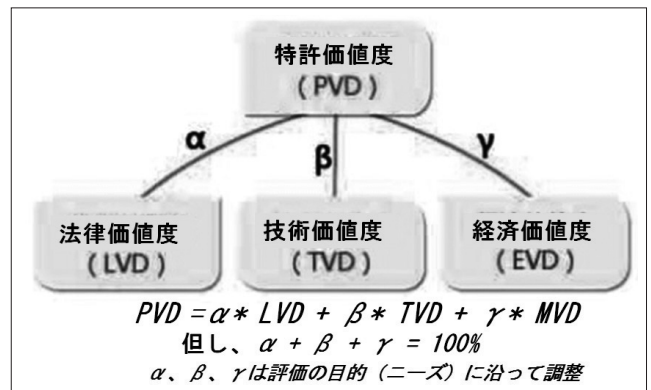 特許価値度
(PVD)
α
β
γ
法律価値度
(LVD)
技術価値度
(TVD)
経済価値度
(EVD)
PVD = α* LVD + β* TVD + γ* MVD
但し、α + β + γ = 100%
α、β、γは評価の目的（ニーズ）に沿って調整